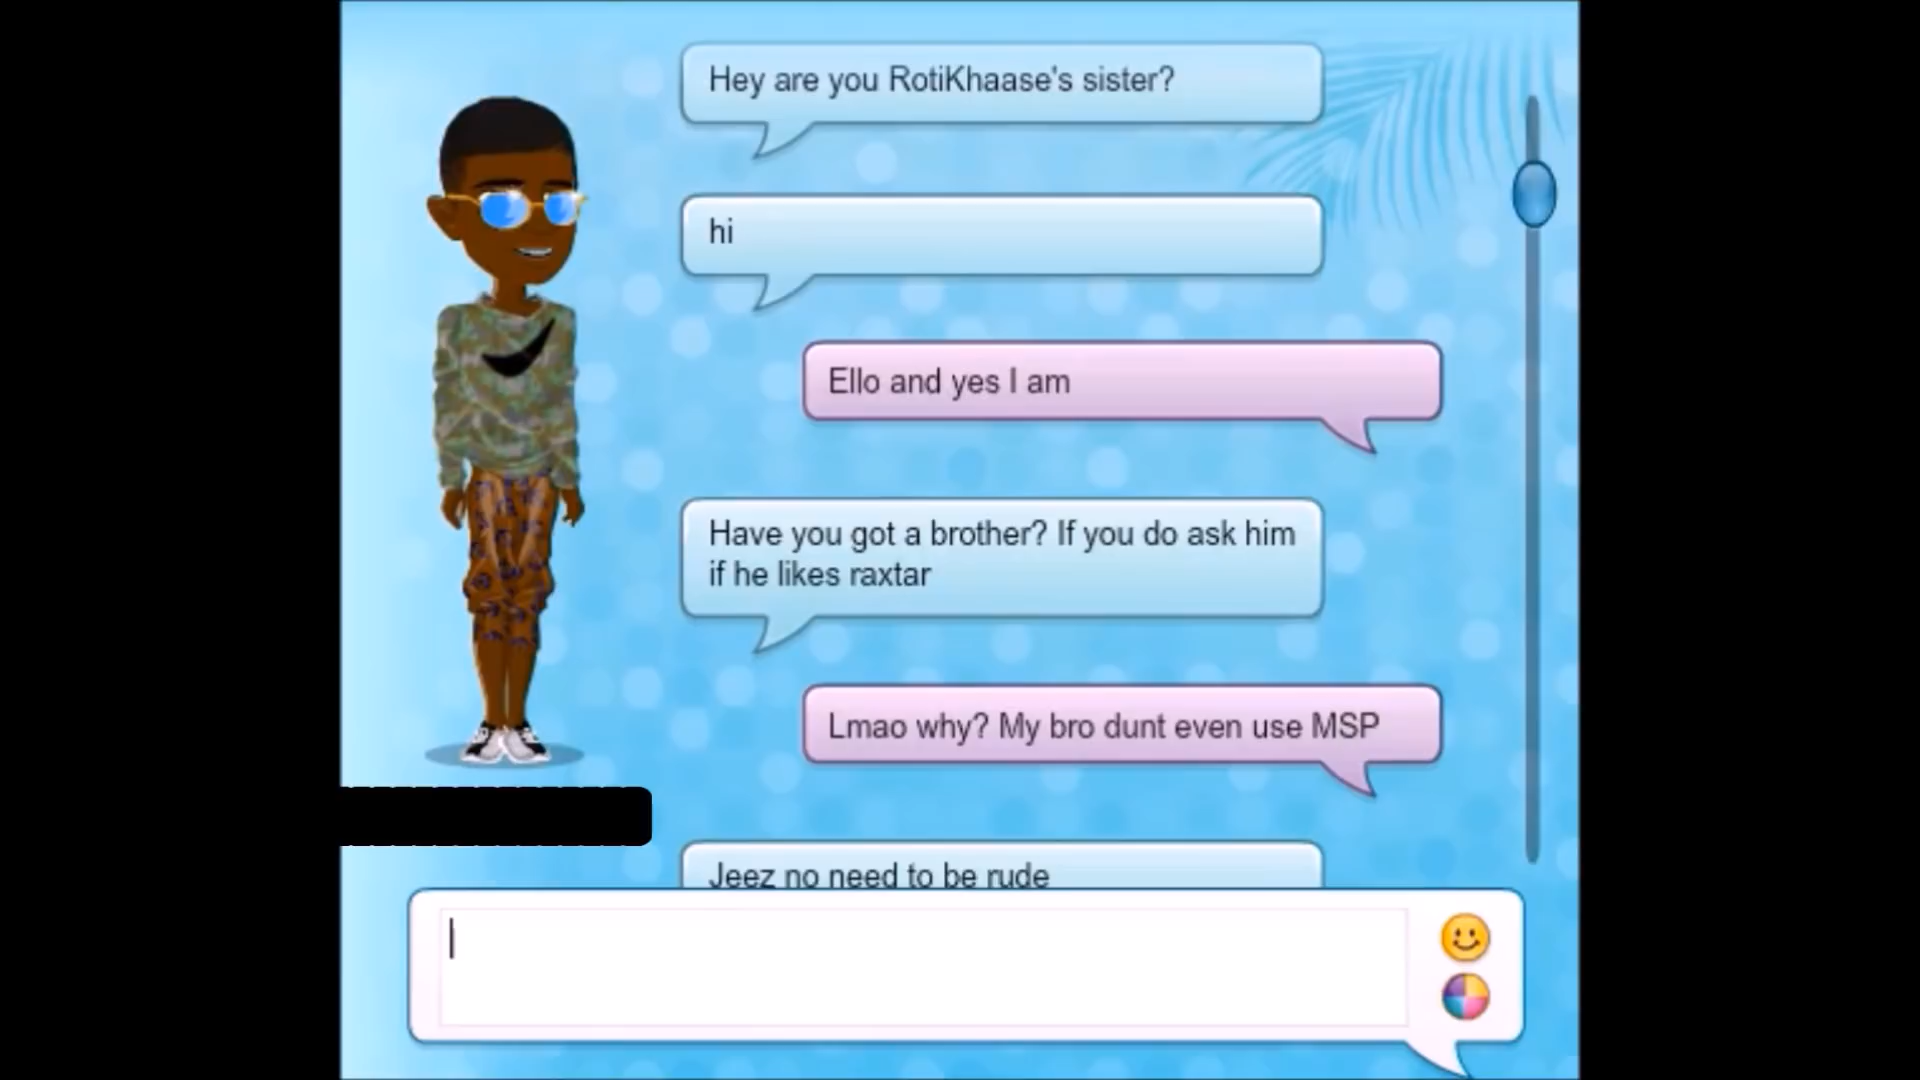 Hey are you RotiKhaase's sister?
hi
Ello and yes I am
Have you got a brother? If you do ask him
if he likes raxtar
Lmao why? My bro dunt even use MSP
Jeez no need to be rude